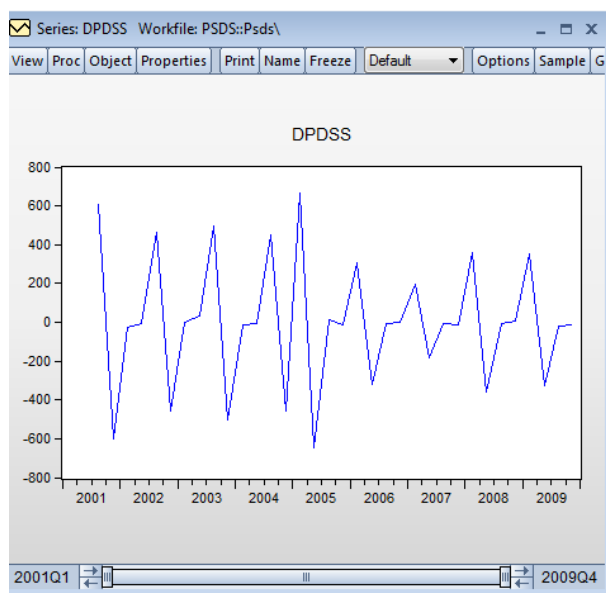 Series: DPDSS Workfile: PSDS::Psds\
View Proc Object Properties Print Name Freeze Default Options Sample G
DPDSS
800
600
400
200
0
-200
-400
-600
-800
2001 2002 2003 2004 2005 2006 2007 2008 2009
2001Q1 2009Q4